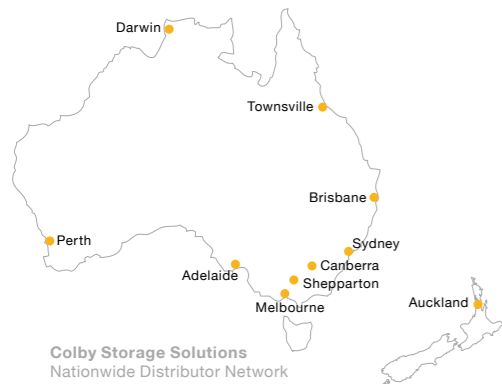 Darwin
Townsville
Brisbane
Perth
Sydney
Adelaide
Canberra
Shepparton
Melbourne
Auckland
Colby Storage Solutions
Nationwide Distributor Network